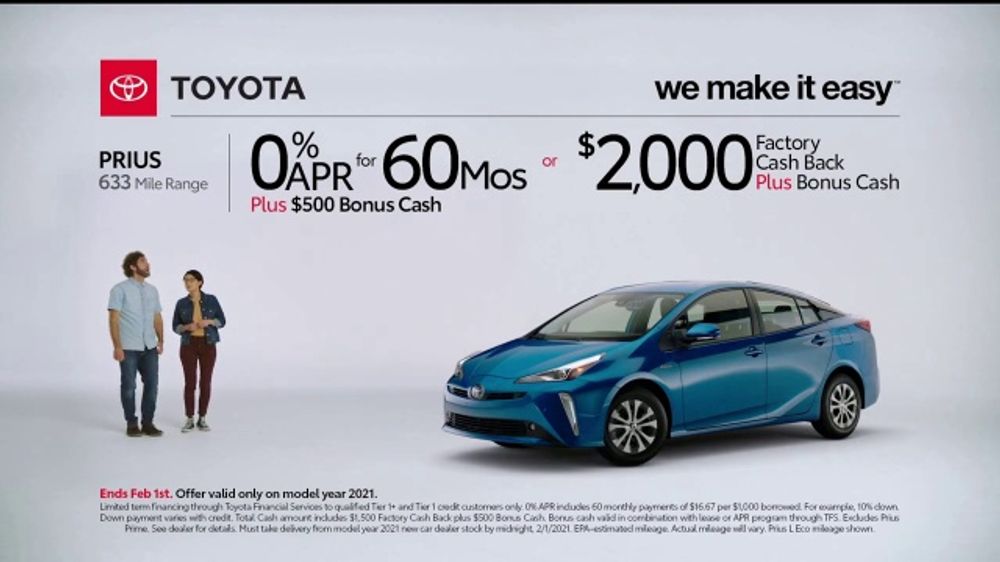 TOYOTA
we make it easy™
PRIUS
633 Mile Range
0% APR for 60 Mos
Plus $500 Bonus Cash
or
$2,000 Factory
Cash Back
Plus Bonus Cash
Ends Feb 1st. Offer valid only on model year 2021.
Limited term financing through Toyota Financial Services to qualified Tier 1+ and Tier 1 credit customers only. 0% APR includes 60 monthly payments of $16.67 per $1,000 borrowed. For example, 10% down.
Down payment varies with credit. Total Cash amount includes $1,500 Factory Cash Back plus $500 Bonus Cash. Bonus cash valid in combination with lease or APR program through TFS. Excludes Prius
Prime. See dealer for details. Must take delivery from model year 2021 new car dealer stock by midnight, 2/1/2021. EPA-estimated mileage. Actual mileage will vary. Prius L Eco mileage shown.